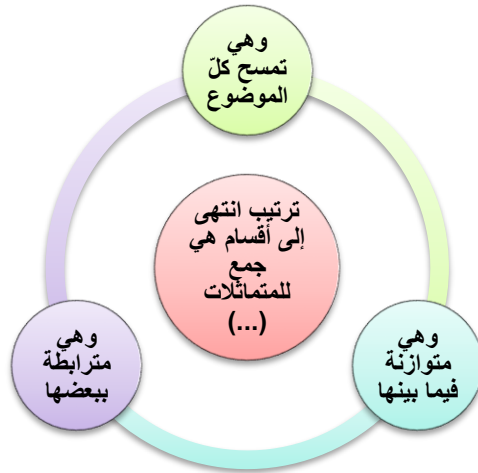 وهي
تمسح كلّ
الموضوع
ترتيب انتهى
إلى أقسام هي
جمع
للمتماثلات
(...)
وهي
متوازنة
فيما بينها
وهي
مترابطة
ببعضها